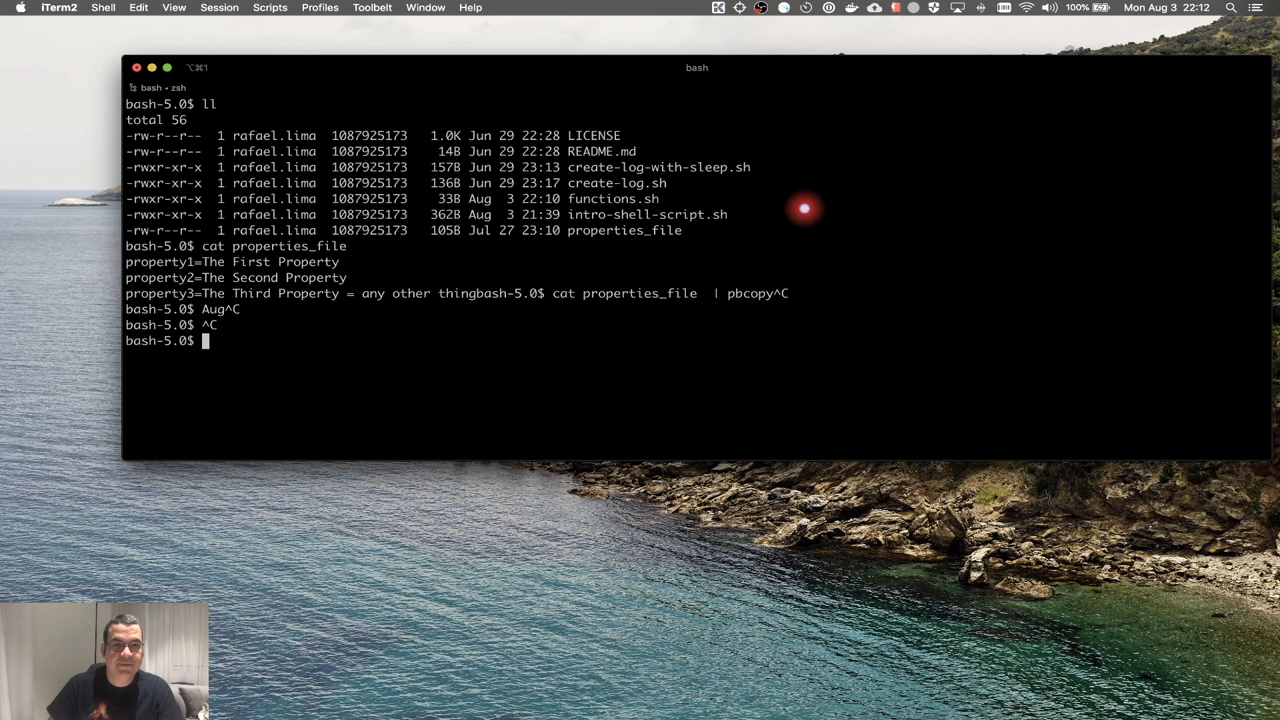 iTerm2 Shell Edit View Session Scripts Profiles Toolbelt Window Help 100% Mon Aug 3 22:12
⌥⌘1 bash
bash • zsh
bash-5.0$ ll
total 56
-rw-r--r-- 1 rafael.lima 1087925173 1.0K Jun 29 22:28 LICENSE
-rw-r--r-- 1 rafael.lima 1087925173 14B Jun 29 22:28 README.md
-rwxr-xr-x 1 rafael.lima 1087925173 157B Jun 29 23:13 create-log-with-sleep.sh
-rwxr-xr-x 1 rafael.lima 1087925173 136B Jun 29 23:17 create-log.sh
-rwxr-xr-x 1 rafael.lima 1087925173 33B Aug 3 22:10 functions.sh
-rwxr-xr-x 1 rafael.lima 1087925173 362B Aug 3 21:39 intro-shell-script.sh
-rw-r--r-- 1 rafael.lima 1087925173 105B Jul 27 23:10 properties_file
bash-5.0$ cat properties_file
property1=The First Property
property2=The Second Property
property3=The Third Property = any other thingbash-5.0$ cat properties_file  | pbcopy^C
bash-5.0$ Aug^C
bash-5.0$ ^C
bash-5.0$